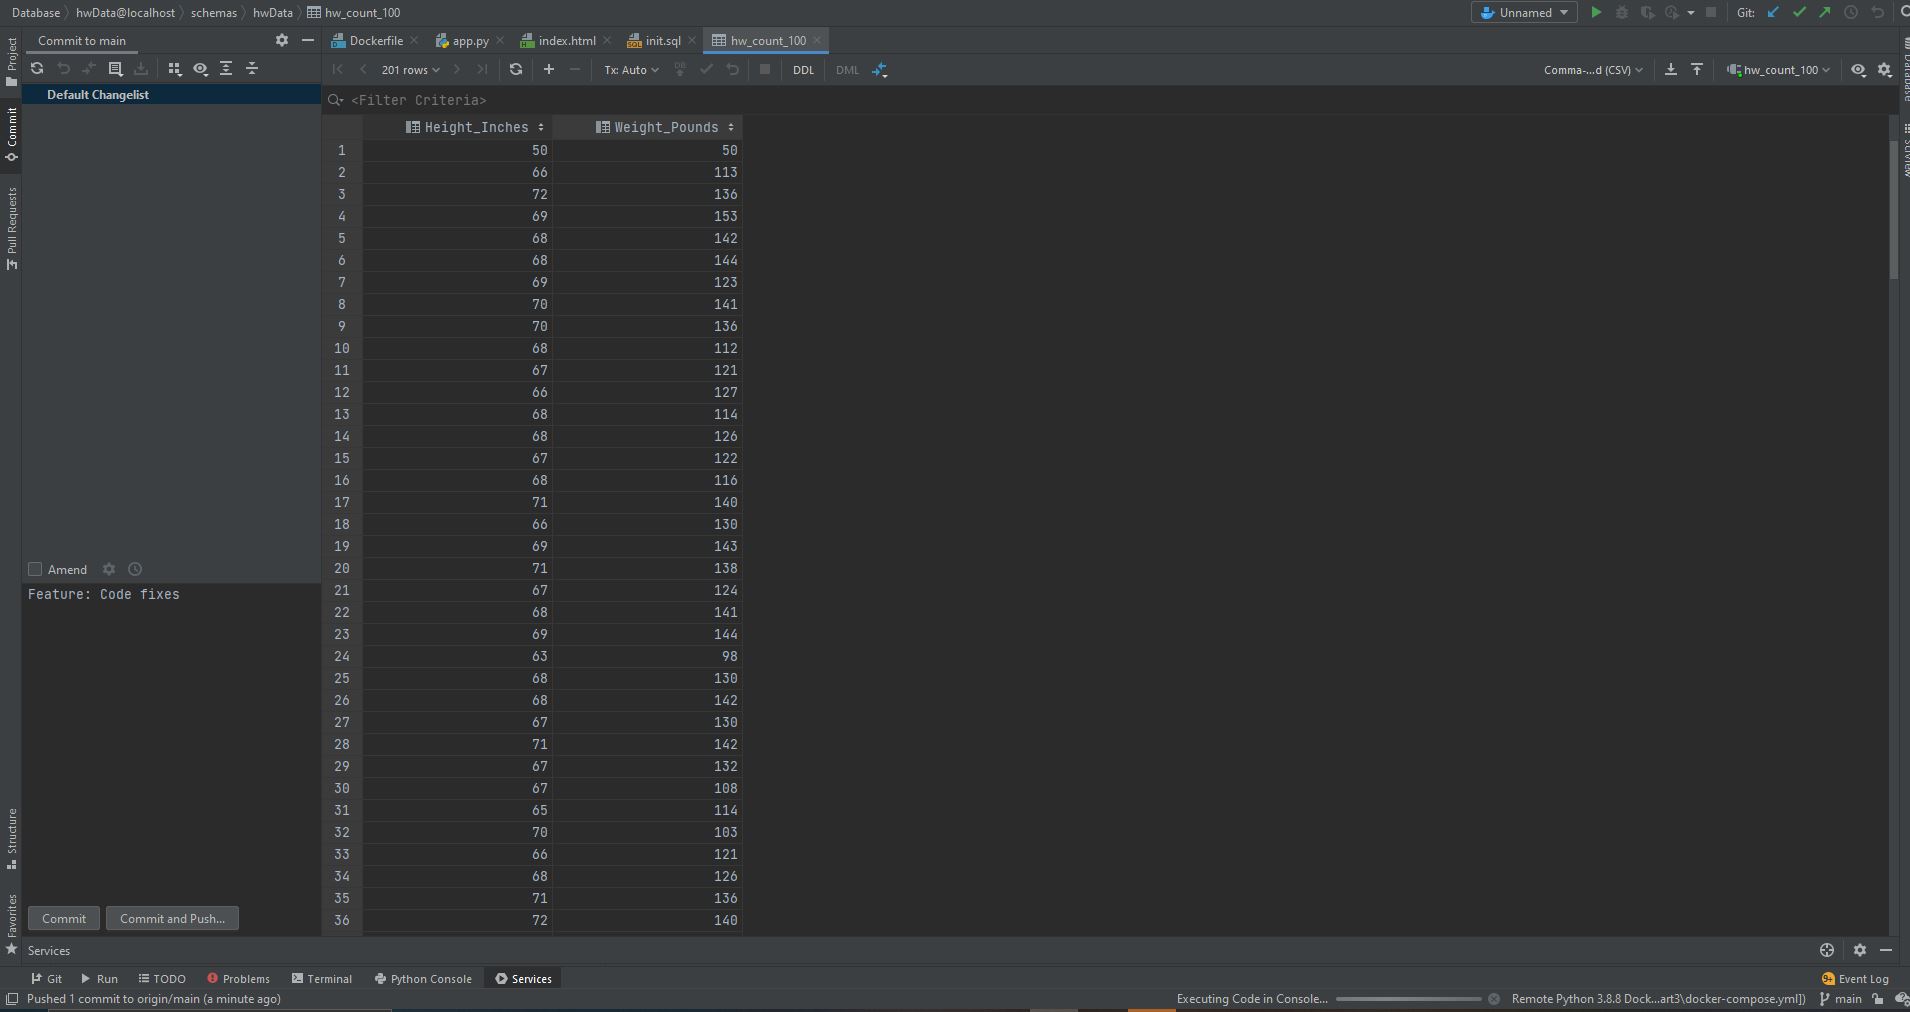 Database hwData@localhost schemas hwData hw_count_100
Unnamed Git:
Project
Commit
Pull Requests
Structure
Favorites
Commit to main
Default Changelist
Amend
Feature: Code fixes
Commit Commit and Push...
Dockerfile app.py index.html init.sql hw_count_100
201 rows Tx: Auto DB DDL DML Comma-...d (CSV) hw_count_100
<Filter Criteria>
Height_Inches Weight_Pounds
1 50 50
2 66 113
3 72 136
4 69 153
5 68 142
6 68 144
7 69 123
8 70 141
9 70 136
10 68 112
11 67 121
12 66 127
13 68 114
14 68 126
15 67 122
16 68 116
17 71 140
18 66 130
19 69 143
20 71 138
21 67 124
22 68 141
23 69 144
24 63 98
25 68 130
26 68 142
27 67 130
28 71 142
29 67 132
30 67 108
31 65 114
32 70 103
33 66 121
34 68 126
35 71 136
36 72 140
Database
SciView
Services
Git Run TODO Problems Terminal Python Console Services 9+ Event Log
Pushed 1 commit to origin/main (a minute ago) Executing Code in Console... Remote Python 3.8.8 Dock...art3\docker-compose.yml]) main